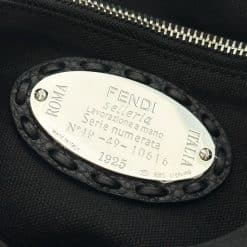 FENDI
selleria
Lavorazione a mano
Serie numerata
1925
ROMA
ITALIA